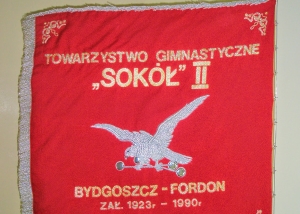 TOWARZYSTWO GIMNASTYCZNE
„SOKÓŁ" II
BYDGOSZCZ - FORDON
ZAŁ. 1923r - 1990r